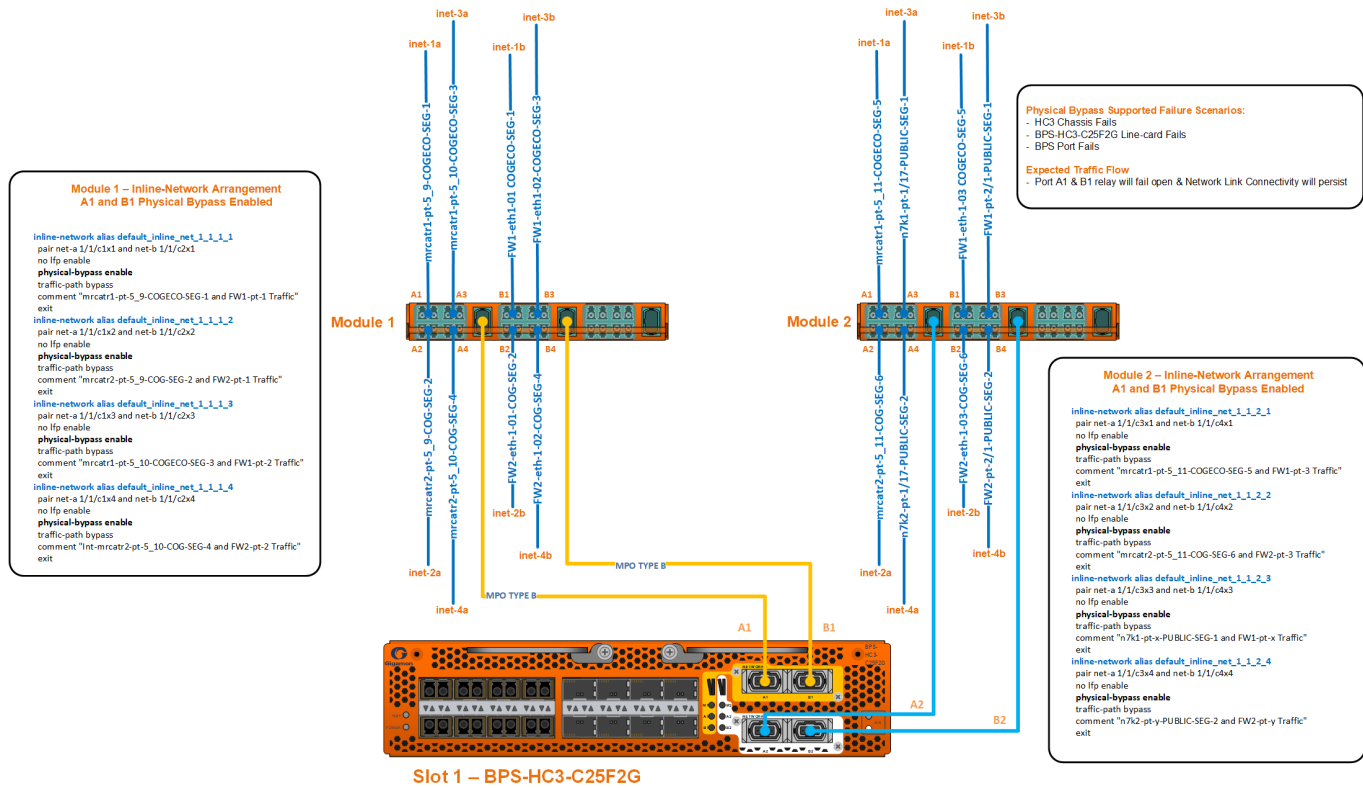 inet-3a
inet-3b
inet-1a
inet-1b
mrcatr1-pt-5_9-COGECO-SEG-1
mrcatr1-pt-5_10-COGECO-SEG-3
FW1-eth1-01 COGECO-SEG-1
FW1-eth1-02-COGECO-SEG-3
A1
A3
B1
B3
Module 1
A2
A4
B2
B4
mrcatr2-pt-5_9-COG-SEG-2
mrcatr2-pt-5_10-COG-SEG-4
FW2-eth-1-01-COG-SEG-2
FW2-eth-1-02-COG-SEG-4
inet-2b
inet-4b
inet-2a
inet-4a
inet-3a
inet-3b
inet-1a
inet-1b
mrcatr1-pt-5_11-COGECO-SEG-5
n7k1-pt-1/17-PUBLIC-SEG-1
FW1-eth-1-03 COGECO-SEG-5
FW1-pt-2/1-PUBLIC-SEG-1
A1
A3
B1
B3
Module 2
A2
A4
B2
B4
mrcatr2-pt-5_11-COG-SEG-6
n7k2-pt-1/17-PUBLIC-SEG-2
FW2-eth-1-03-COG-SEG-6
FW2-pt-2/1-PUBLIC-SEG-2
inet-2b
inet-4b
inet-2a
inet-4a
Physical Bypass Supported Failure Scenarios:
- HC3 Chassis Fails
- BPS-HC3-C25F2G Line-card Fails
- BPS Port Fails
Expected Traffic Flow
- Port A1 & B1 relay will fail open & Network Link Connectivity will persist
Module 1 – Inline-Network Arrangement
A1 and B1 Physical Bypass Enabled
inline-network alias default_inline_net_1_1_1_1
pair net-a 1/1/c1x1 and net-b 1/1/c2x1
no lfp enable
physical-bypass enable
traffic-path bypass
comment "mrcatr1-pt-5_9-COGECO-SEG-1 and FW1-pt-1 Traffic"
exit
inline-network alias default_inline_net_1_1_1_2
pair net-a 1/1/c1x2 and net-b 1/1/c2x2
no lfp enable
physical-bypass enable
traffic-path bypass
comment "mrcatr2-pt-5_9-COG-SEG-2 and FW2-pt-1 Traffic"
exit
inline-network alias default_inline_net_1_1_1_3
pair net-a 1/1/c1x3 and net-b 1/1/c2x3
no lfp enable
physical-bypass enable
traffic-path bypass
comment "mrcatr1-pt-5_10-COGECO-SEG-3 and FW1-pt-2 Traffic"
exit
inline-network alias default_inline_net_1_1_1_4
pair net-a 1/1/c1x4 and net-b 1/1/c2x4
no lfp enable
physical-bypass enable
traffic-path bypass
comment "Int-mrcatr2-pt-5_10-COG-SEG-4 and FW2-pt-2 Traffic"
exit
Module 2 – Inline-Network Arrangement
A1 and B1 Physical Bypass Enabled
inline-network alias default_inline_net_1_1_2_1
pair net-a 1/1/c3x1 and net-b 1/1/c4x1
no lfp enable
physical-bypass enable
traffic-path bypass
comment "mrcatr1-pt-5_11-COGECO-SEG-5 and FW1-pt-3 Traffic"
exit
inline-network alias default_inline_net_1_1_2_2
pair net-a 1/1/c3x2 and net-b 1/1/c4x2
no lfp enable
physical-bypass enable
traffic-path bypass
comment "mrcatr2-pt-5_11-COG-SEG-6 and FW2-pt-3 Traffic"
exit
inline-network alias default_inline_net_1_1_2_3
pair net-a 1/1/c3x3 and net-b 1/1/c4x3
no lfp enable
physical-bypass enable
traffic-path bypass
comment "n7k1-pt-x-PUBLIC-SEG-1 and FW1-pt-x Traffic"
exit
inline-network alias default_inline_net_1_1_2_4
pair net-a 1/1/c3x4 and net-b 1/1/c4x4
no lfp enable
physical-bypass enable
traffic-path bypass
comment "n7k2-pt-y-PUBLIC-SEG-2 and FW2-pt-y Traffic"
exit
MPO TYPE B
MPO TYPE B
A1
B1
A2
B2
Gigamon
BPS-
HC3-
C25F2G
A1
B1
A2
B2
Slot 1 – BPS-HC3-C25F2G